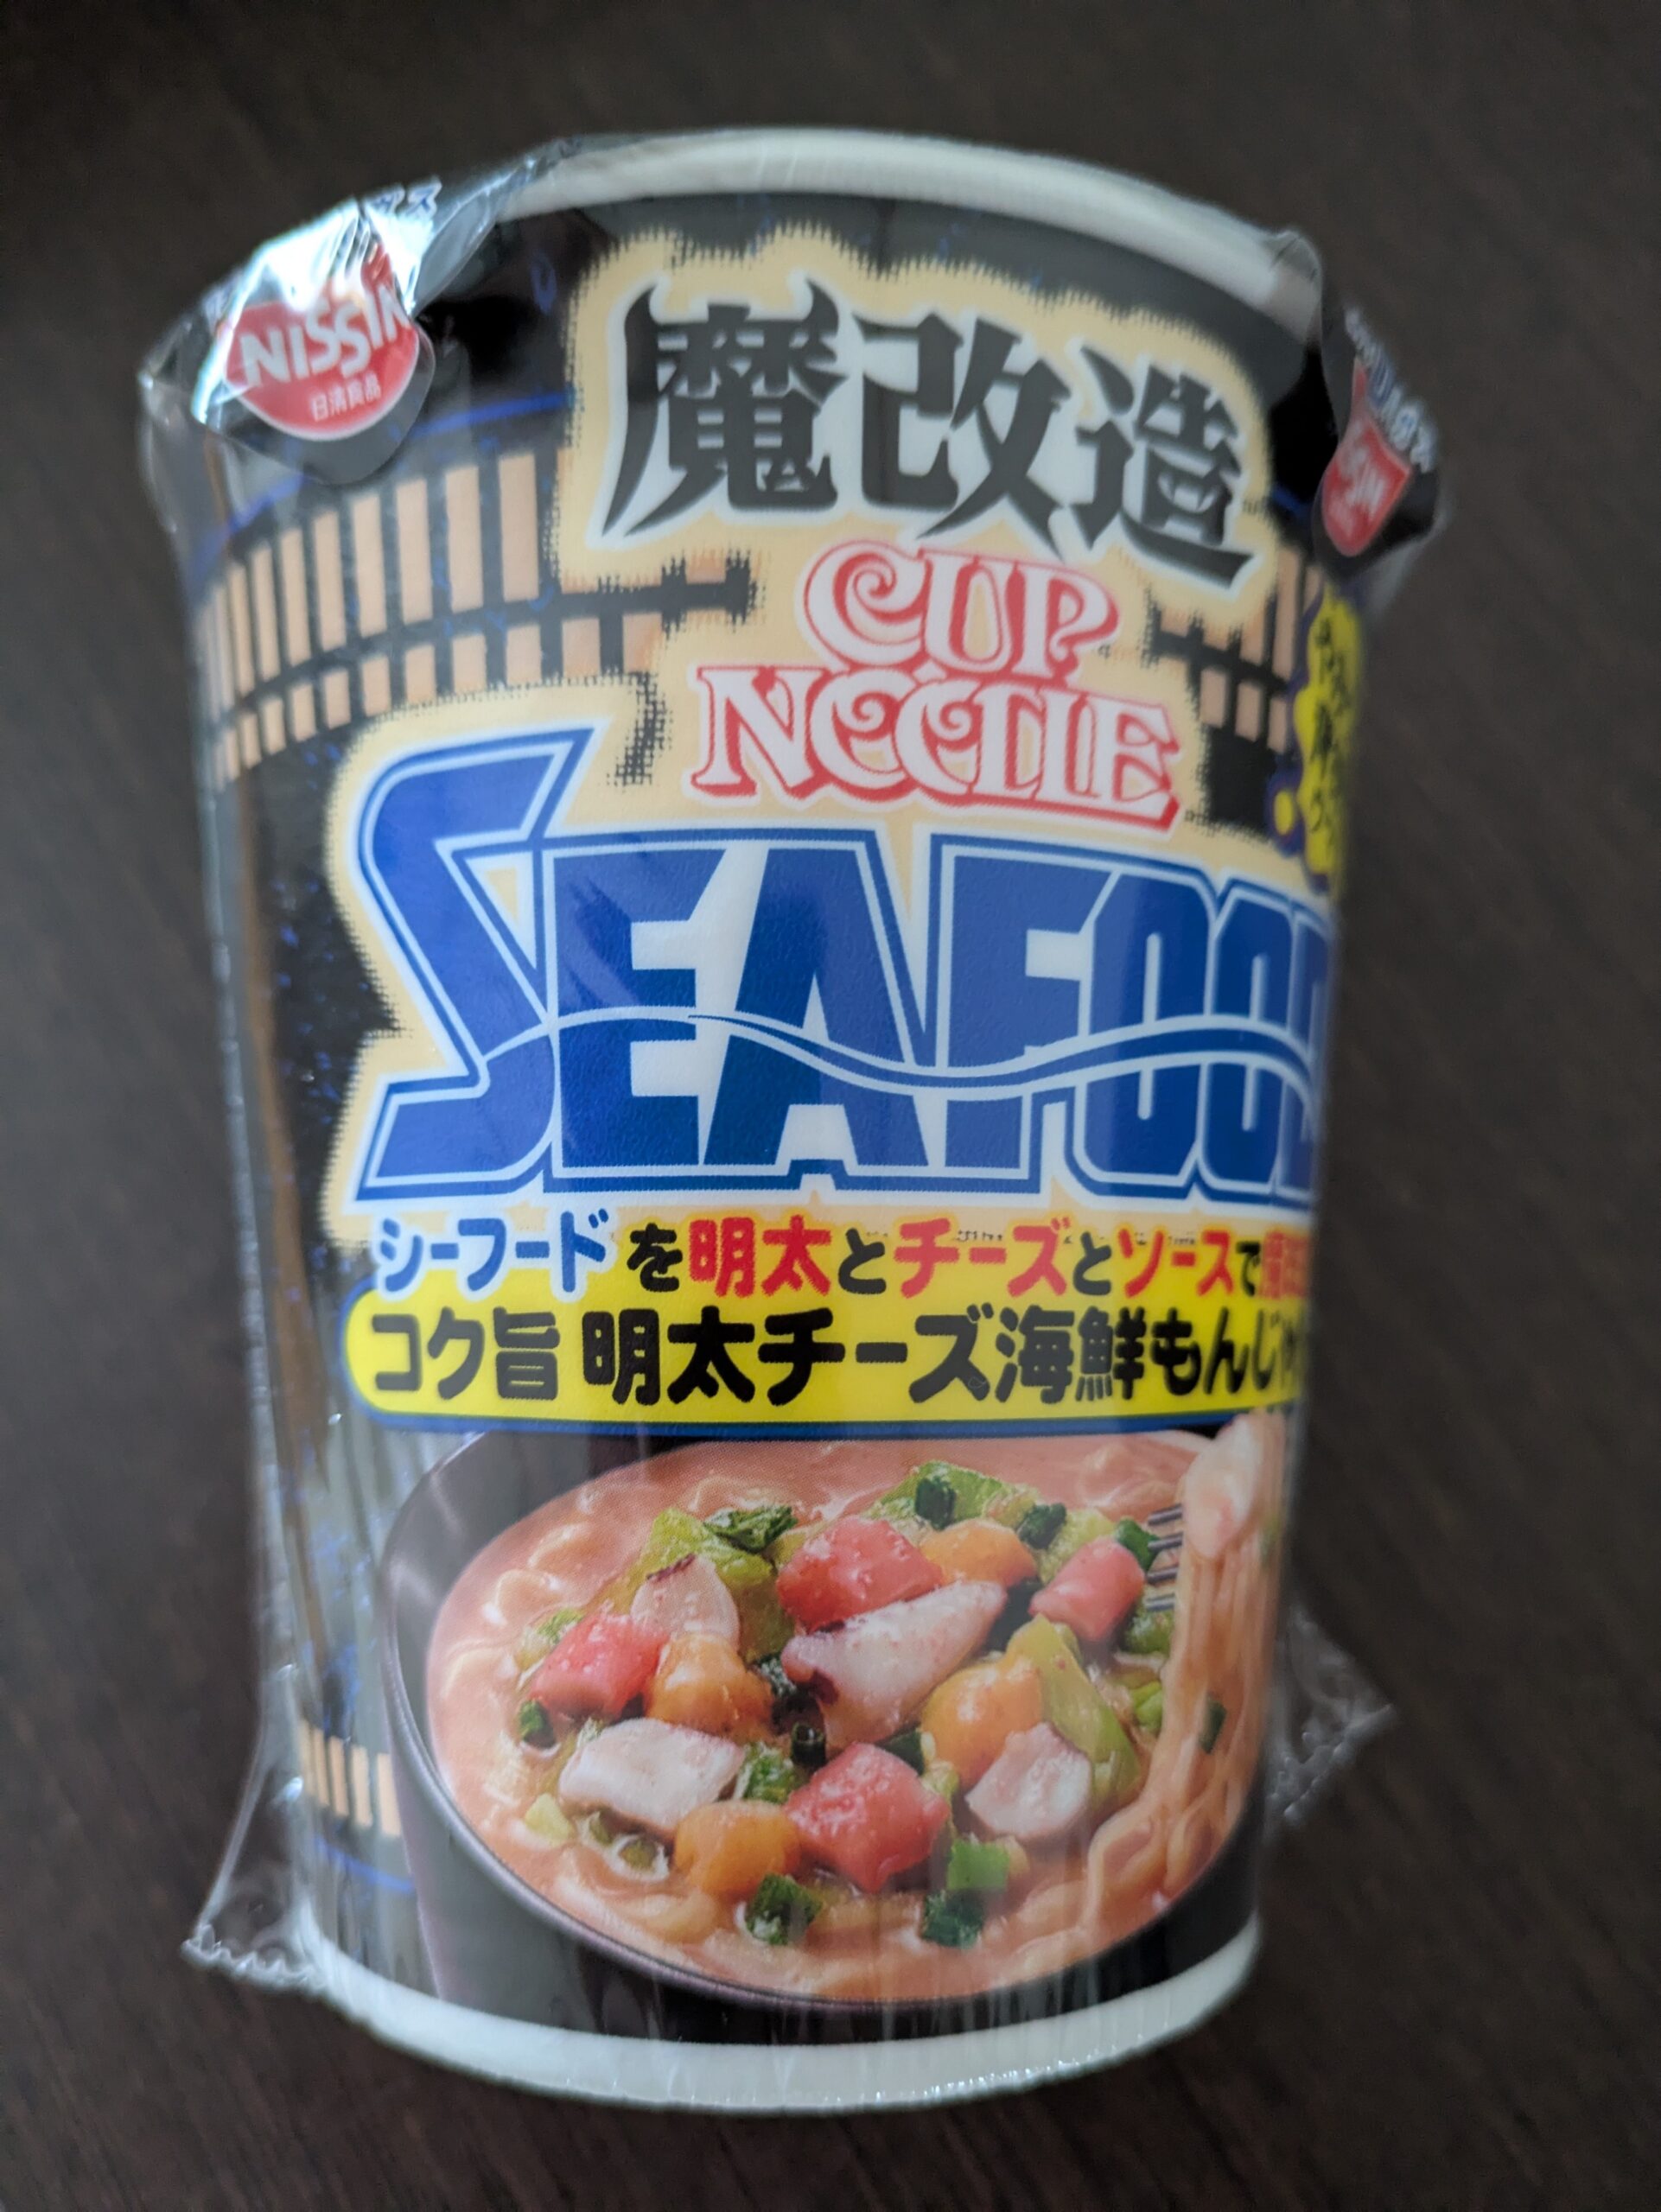 NISSIN
日清食品
魔改造
CUP
NOODLE
SEAFOOD
シーフードを明太とチーズとソースで
コク旨 明太チーズ海鮮もんじゃ